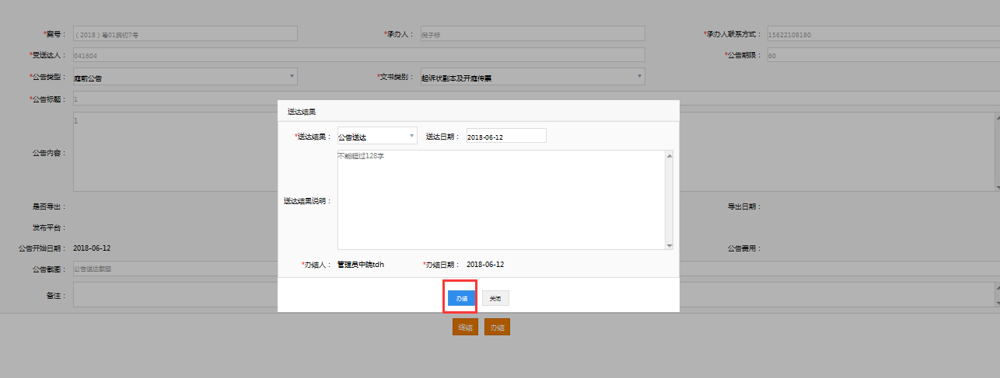 *案号： （2018）粤01民初7号 *承办人： 倪子标 *承办人联系方式： 15622108180
*受送达人： 041604 *公告期限： 60
*公告类型： 庭前公告 *文书类别： 起诉状副本及开庭传票
*公告标题： 1
公告内容： 1
是否导出： 导出日期：
发布平台：
公告开始日期： 2018-06-12 公告费用：
公告截图： 公告送达截图
备注：
终结 办结
送达结果
*送达结果： 公告送达 送达日期： 2018-06-12
送达结果说明： 不能超过128字
*办结人： 管理员中院tdh *办结日期： 2018-06-12
办结 关闭